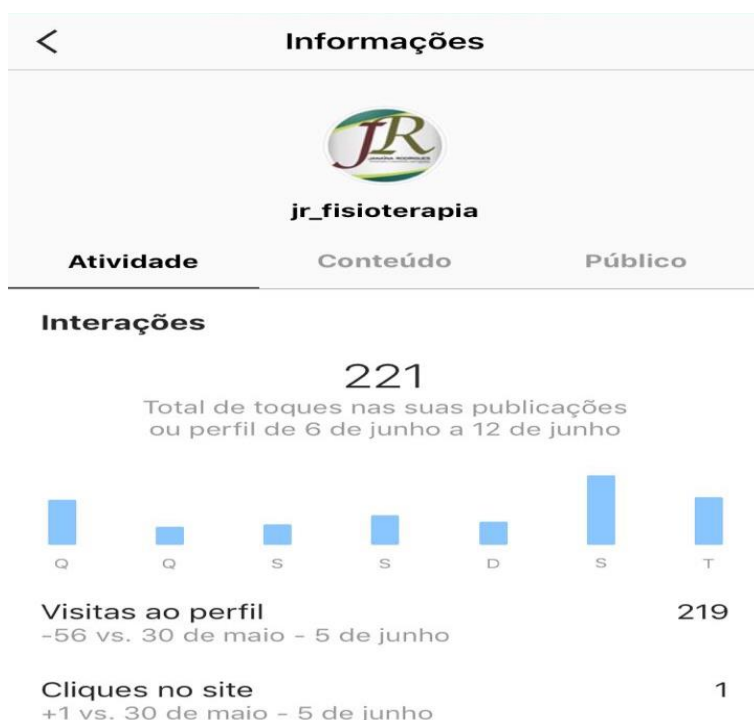 Informações
JR
JANAÍNA RODRIGUES
jr_fisioterapia
Atividade Conteúdo Público
Interações
221
Total de toques nas suas publicações
ou perfil de 6 de junho a 12 de junho
Q Q S S D S T
Visitas ao perfil 219
-56 vs. 30 de maio - 5 de junho
Cliques no site 1
+1 vs. 30 de maio - 5 de junho